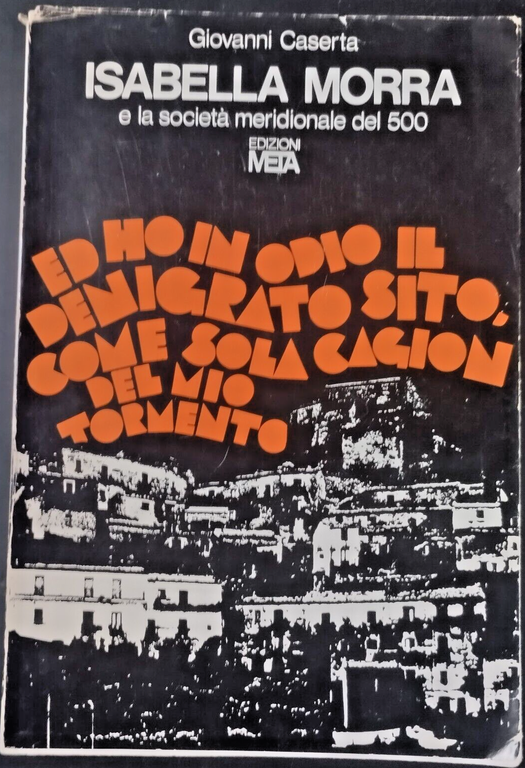 Giovanni Caserta
ISABELLA MORRA
e la società meridionale del 500
EDIZIONI
META
ED HO IN ODIO IL
DENIGRATO SITO,
COME SOLA CAGION
DEL MIO
TORMENTO